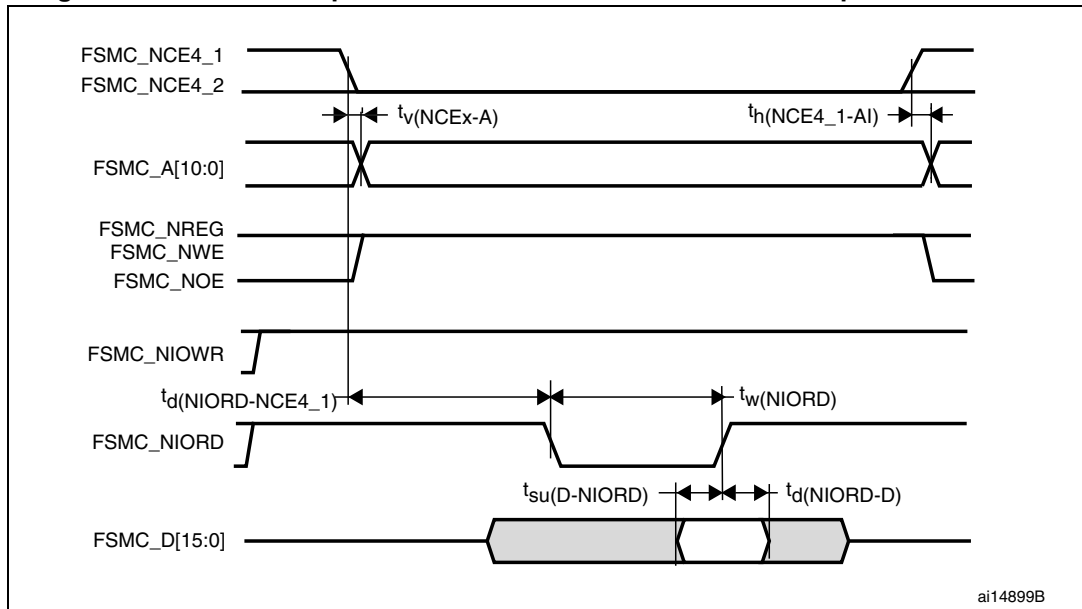 FSMC_NCE4_1
FSMC_NCE4_2
tv(NCEx-A)
th(NCE4_1-AI)
FSMC_A[10:0]
FSMC_NREG
FSMC_NWE
FSMC_NOE
FSMC_NIOWR
td(NIORD-NCE4_1)
tw(NIORD)
FSMC_NIORD
tsu(D-NIORD)
td(NIORD-D)
FSMC_D[15:0]
ai14899B